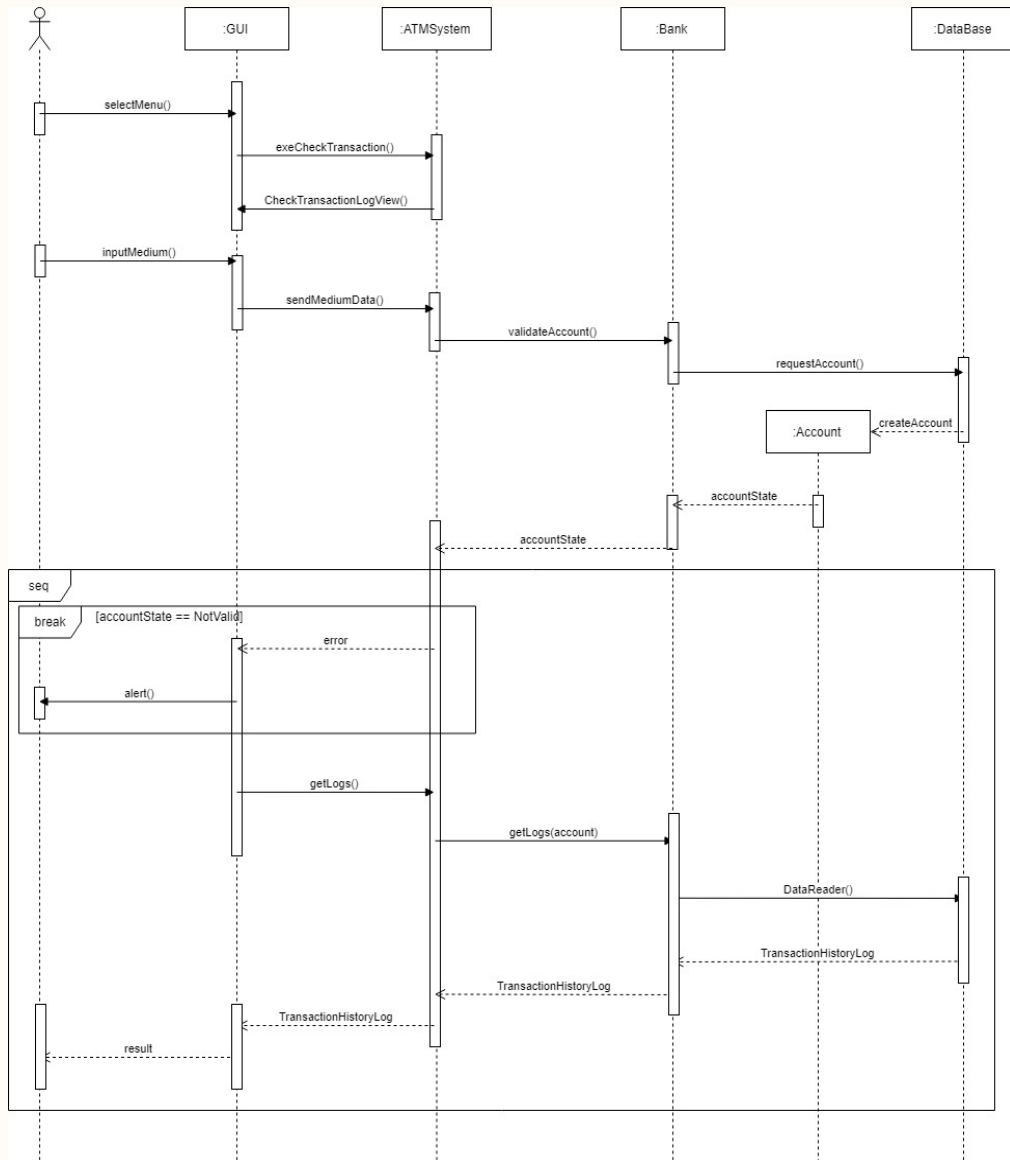 :GUI
:ATMSystem
:Bank
:DataBase
selectMenu()
exeCheckTransaction()
CheckTransactionLogView()
inputMedium()
sendMediumData()
validateAccount()
requestAccount()
createAccount
:Account
accountState
accountState
seq
break
[accountState == NotValid]
error
alert()
getLogs()
getLogs(account)
DataReader()
TransactionHistoryLog
TransactionHistoryLog
TransactionHistoryLog
result